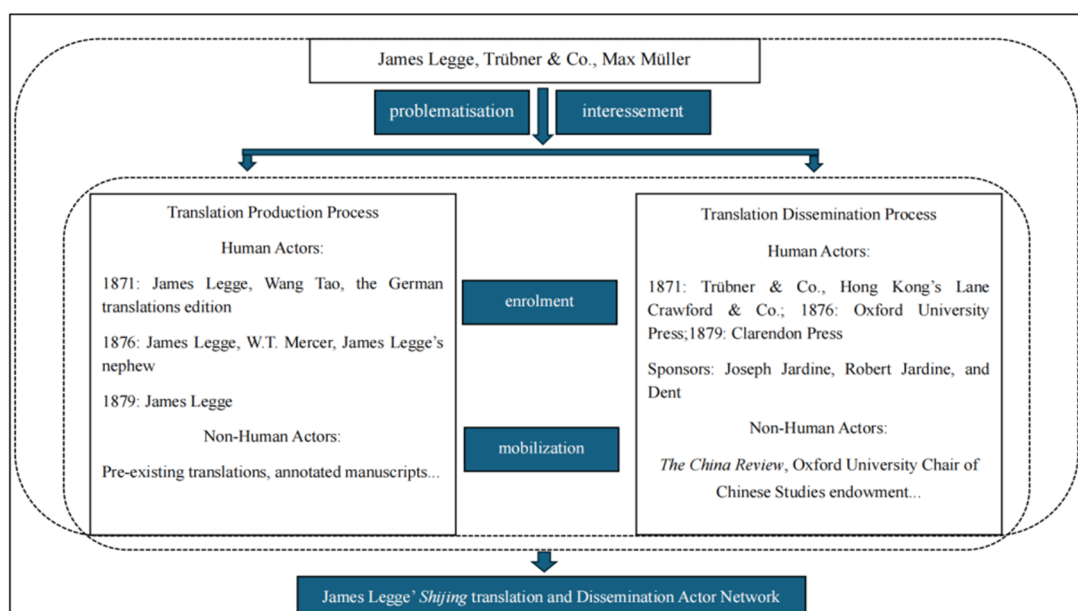 James Legge, Trübner & Co., Max Müller
problematisation
interessement
Translation Production Process
Human Actors:
1871: James Legge, Wang Tao, the German
translations edition
1876: James Legge, W.T. Mercer, James Legge's
nephew
1879: James Legge
Non-Human Actors:
Pre-existing translations, annotated manuscripts...
enrolment
mobilization
Translation Dissemination Process
Human Actors:
1871: Trübner & Co., Hong Kong's Lane
Crawford & Co.; 1876: Oxford University
Press;1879: Clarendon Press
Sponsors: Joseph Jardine, Robert Jardine, and
Dent
Non-Human Actors:
The China Review, Oxford University Chair of
Chinese Studies endowment...
James Legge' Shijing translation and Dissemination Actor Network